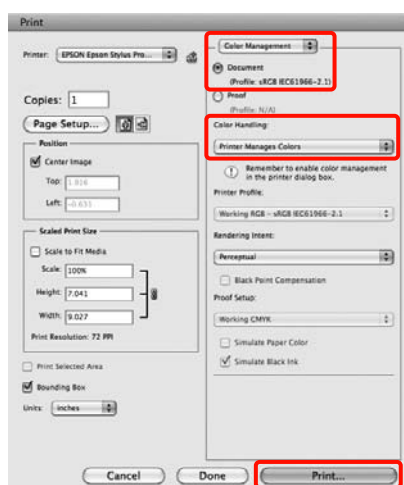 Print
Printer: EPSON Epson Stylus Pro...
Copies: 1
Page Setup...
Position
Center Image
Top: 1.916
Left: -0.651
Scaled Print Size
Scale to Fit Media
Scale: 100%
Height: 7.041
Width: 9.027
Print Resolution: 72 PPI
Print Selected Area
Bounding Box
Units: inches
Color Management
Document
(Profile: sRGB IEC61966-2.1)
Proof
(Profile: N/A)
Color Handling:
Printer Manages Colors
Remember to enable color management
in the printer dialog box.
Printer Profile:
Working RGB - sRGB IEC61966-2.1
Rendering Intent:
Perceptual
Black Point Compensation
Proof Setup:
Working CMYK
Simulate Paper Color
Simulate Black Ink
Cancel
Done
Print...